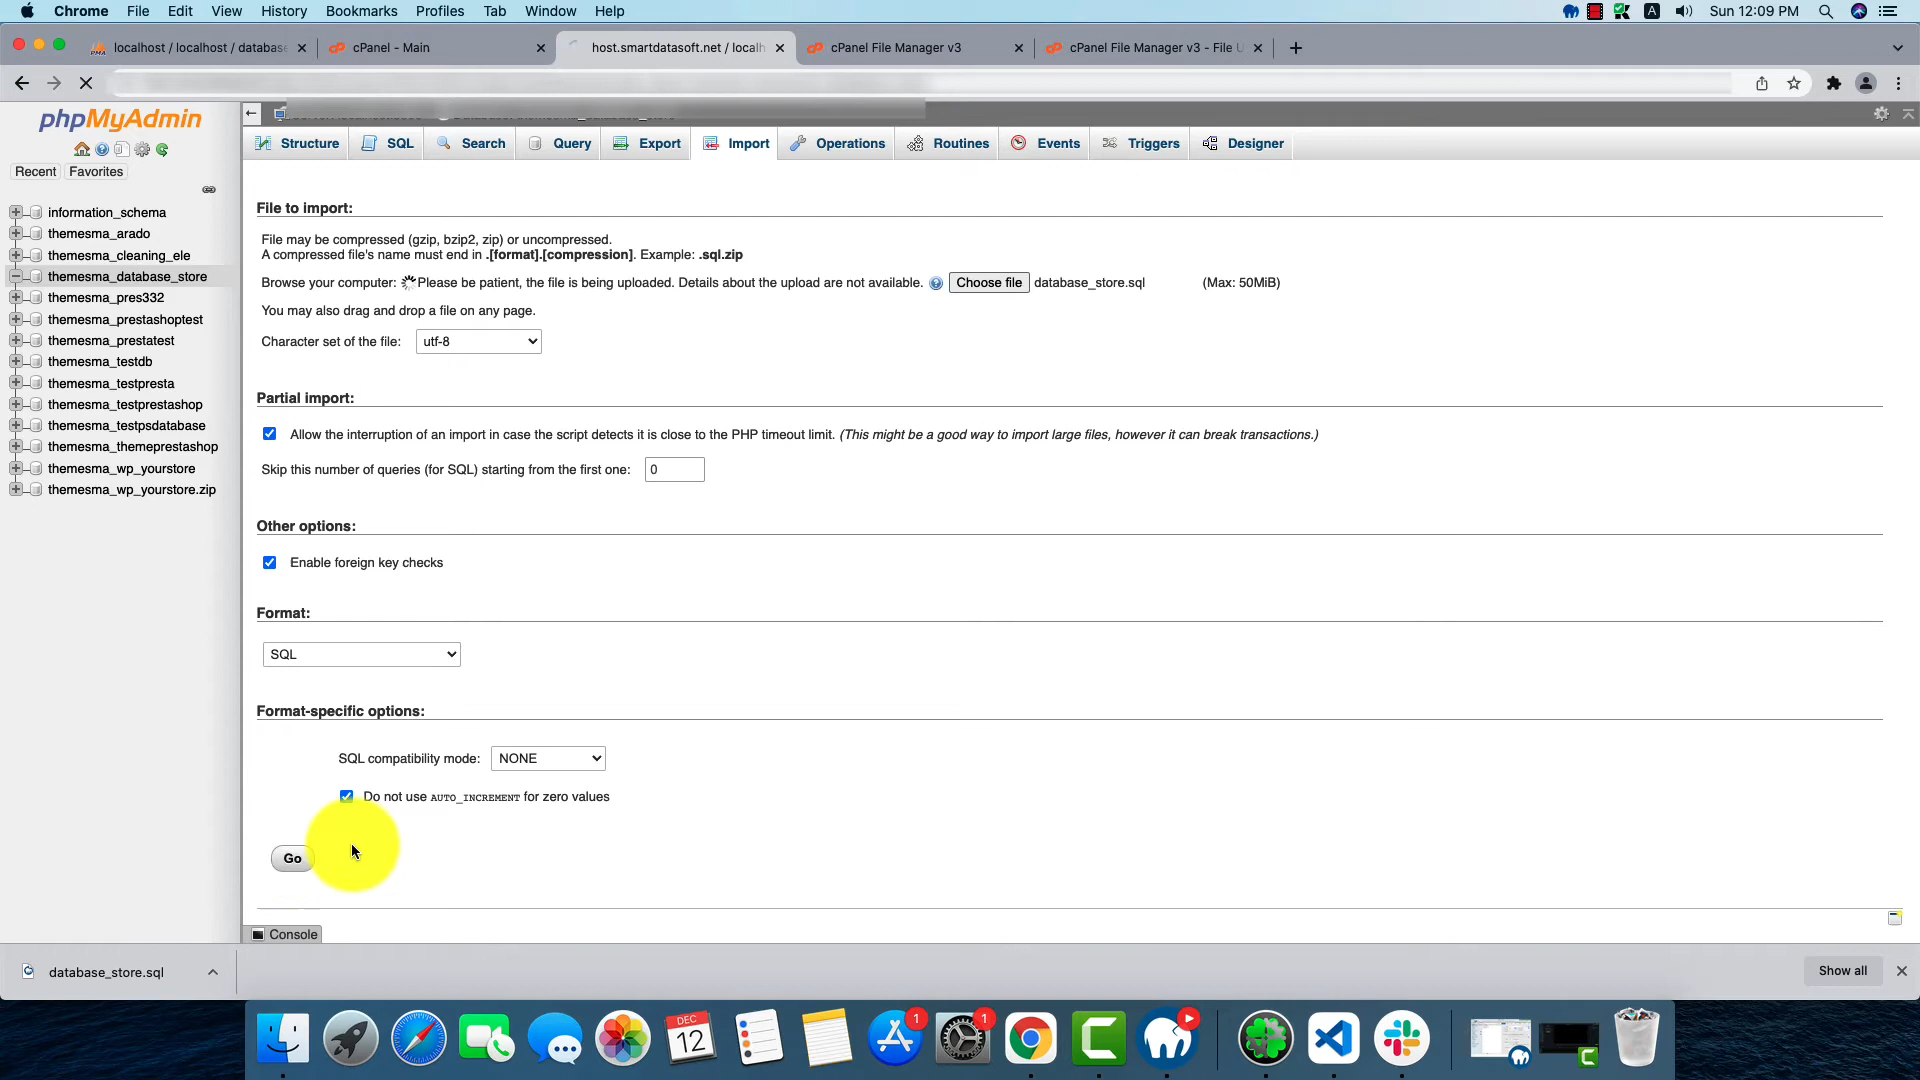 Chrome File Edit View History Bookmarks Profiles Tab Window Help
A Sun 12:09 PM
localhost / localhost / database
cPanel - Main
host.smartdatasoft.net / localh
cPanel File Manager v3
cPanel File Manager v3 - File U
phpMyAdmin
Recent Favorites
information_schema
themesma_arado
themesma_cleaning_ele
themesma_database_store
themesma_pres332
themesma_prestashoptest
themesma_prestatest
themesma_testdb
themesma_testpresta
themesma_testprestashop
themesma_testpsdatabase
themesma_themeprestashop
themesma_wp_yourstore
themesma_wp_yourstore.zip
Structure SQL Search Query Export Import Operations Routines Events Triggers Designer
File to import:
File may be compressed (gzip, bzip2, zip) or uncompressed.
A compressed file's name must end in .[format].[compression]. Example: .sql.zip
Browse your computer: Please be patient, the file is being uploaded. Details about the upload are not available. Choose file database_store.sql (Max: 50MiB)
You may also drag and drop a file on any page.
Character set of the file: utf-8
Partial import:
Allow the interruption of an import in case the script detects it is close to the PHP timeout limit. (This might be a good way to import large files, however it can break transactions.)
Skip this number of queries (for SQL) starting from the first one: 0
Other options:
Enable foreign key checks
Format:
SQL
Format-specific options:
SQL compatibility mode: NONE
Do not use AUTO_INCREMENT for zero values
Go
Console
database_store.sql
Show all
DEC
12
1
1